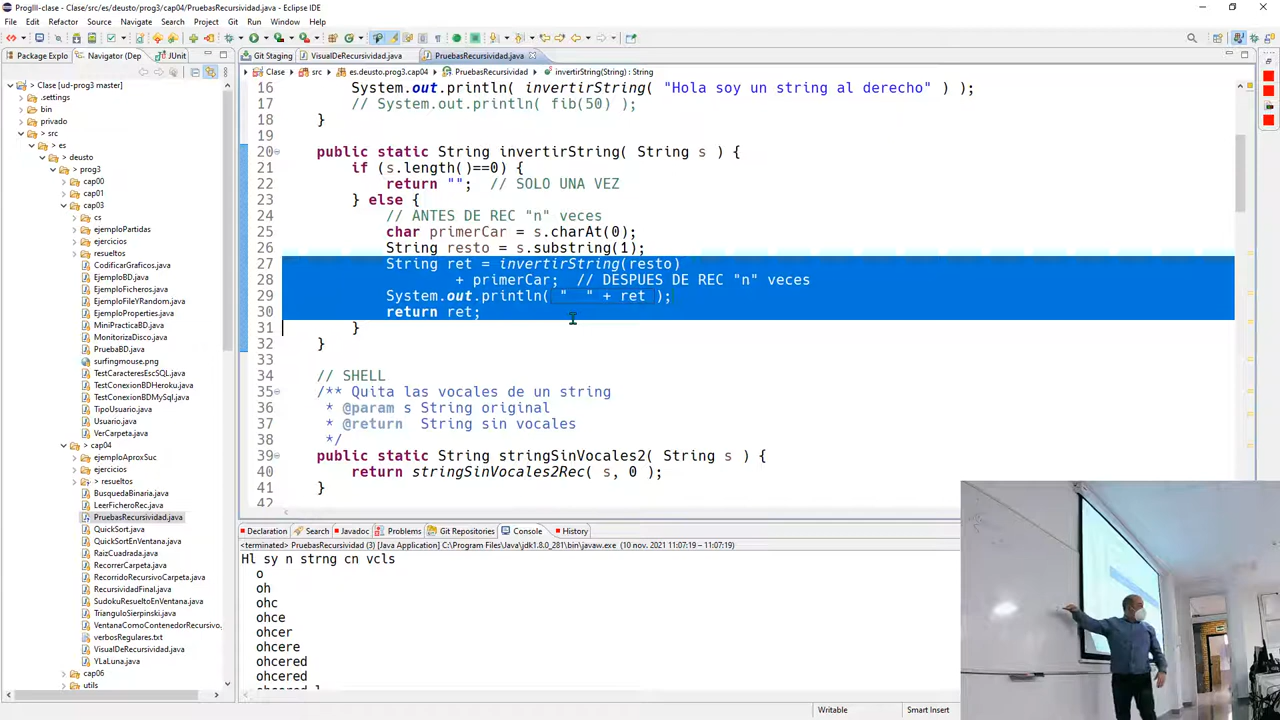 ProgIII-clase - Clase/src/es/deusto/prog3/cap04/PruebasRecursividad.java - Eclipse IDE
File Edit Refactor Source Navigate Search Project Git Run Window Help
Package Explo Navigator (Dep JUnit
Clase [ud-prog3 master]
.settings
bin
privado
src
es
deusto
prog3
cap00
cap01
cap03
cs
ejemploPartidas
ejercicios
resueltos
CodificarGraficos.java
EjemploBD.java
EjemploFicheros.java
EjemploFileYRandom.java
EjemploProperties.java
MiniPracticaBD.java
MonitorizaDisco.java
PruebaBD.java
surfingmouse.png
TestCaracteresEscSQL.java
TestConexionBDHeroku.java
TestConexionBDMySql.java
TipoUsuario.java
Usuario.java
VerCarpeta.java
cap04
ejemploAproxSuc
ejercicios
resueltos
BusquedaBinaria.java
LeerFicheroRec.java
PruebasRecursividad.java
QuickSort.java
QuickSortEnVentana.java
RaizCuadrada.java
RecorrerCarpeta.java
RecorridoRecursivoCarpeta.java
RecursividadFinal.java
SudokuResueltoEnVentana.java
TrianguloSierpinski.java
VentanaComoContenedorRecursivo.
verbosRegulares.txt
VisualDeRecursividad.java
YLaLuna.java
cap06
utils
Git Staging VisualDeRecursividad.java PruebasRecursividad.java
Clase src es.deusto.prog3.cap04 PruebasRecursividad invertirString(String) : String
16 System.out.println( invertirString( "Hola soy un string al derecho" ) );
17 // System.out.println( fib(50) );
18 }
19
20 public static String invertirString( String s ) {
21 if (s.length()==0) {
22 return ""; // SOLO UNA VEZ
23 } else {
24 // ANTES DE REC "n" veces
25 char primerCar = s.charAt(0);
26 String resto = s.substring(1);
27 String ret = invertirString(resto)
28 + primerCar; // DESPUES DE REC "n" veces
29 System.out.println( "  " + ret );
30 return ret;
31 }
32 }
33
34 // SHELL
35 /** Quita las vocales de un string
36 * @param s String original
37 * @return String sin vocales
38 */
39 public static String stringSinVocales2( String s ) {
40 return stringSinVocales2Rec( s, 0 );
41 }
42
Declaration Search Javadoc Problems Git Repositories Console History
<terminated> PruebasRecursividad (3) [Java Application] C:\Program Files\Java\jdk1.8.0_281\bin\javaw.exe (10 nov. 2021 11:07:19 – 11:07:19)
Hl sy n strng cn vcls
o
oh
ohc
ohce
ohcer
ohcere
ohcered
ohcered
ohcered l
Writable Smart Insert